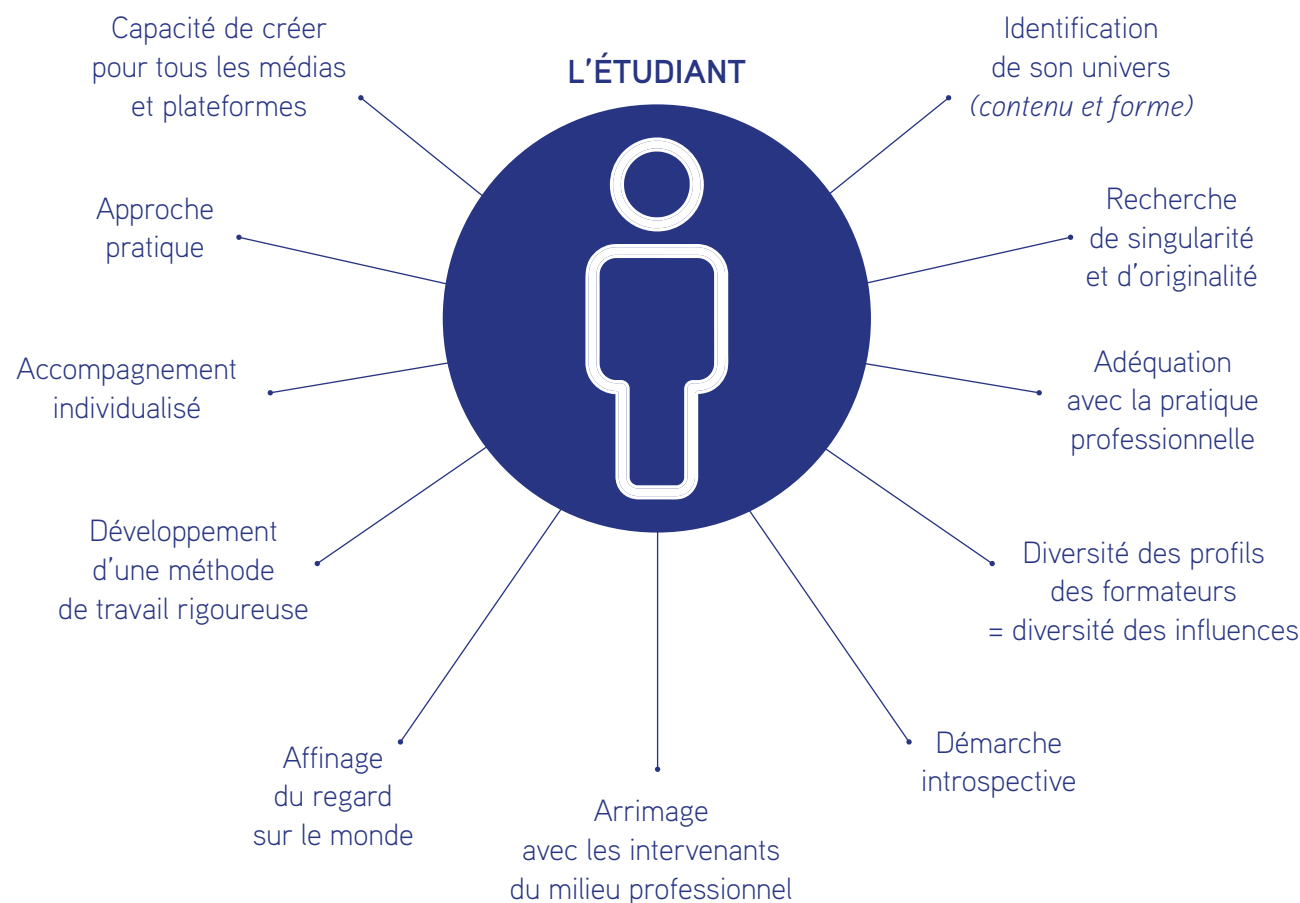 L'ÉTUDIANT
Capacité de créer
pour tous les médias
et plateformes
Approche
pratique
Accompagnement
individualisé
Développement
d'une méthode
de travail rigoureuse
Affinage
du regard
sur le monde
Arrimage
avec les intervenants
du milieu professionnel
Démarche
introspective
Diversité des profils
des formateurs
= diversité des influences
Adéquation
avec la pratique
professionnelle
Recherche
de singularité
et d'originalité
Identification
de son univers
(contenu et forme)